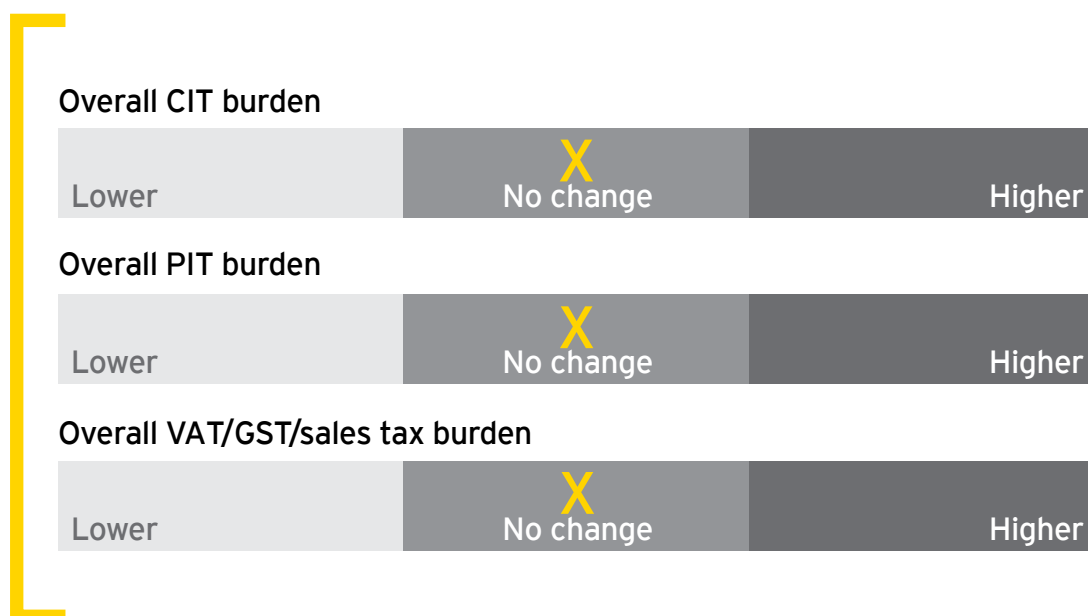 Overall CIT burden
X
Lower No change Higher
Overall PIT burden
X
Lower No change Higher
Overall VAT/GST/sales tax burden
X
Lower No change Higher